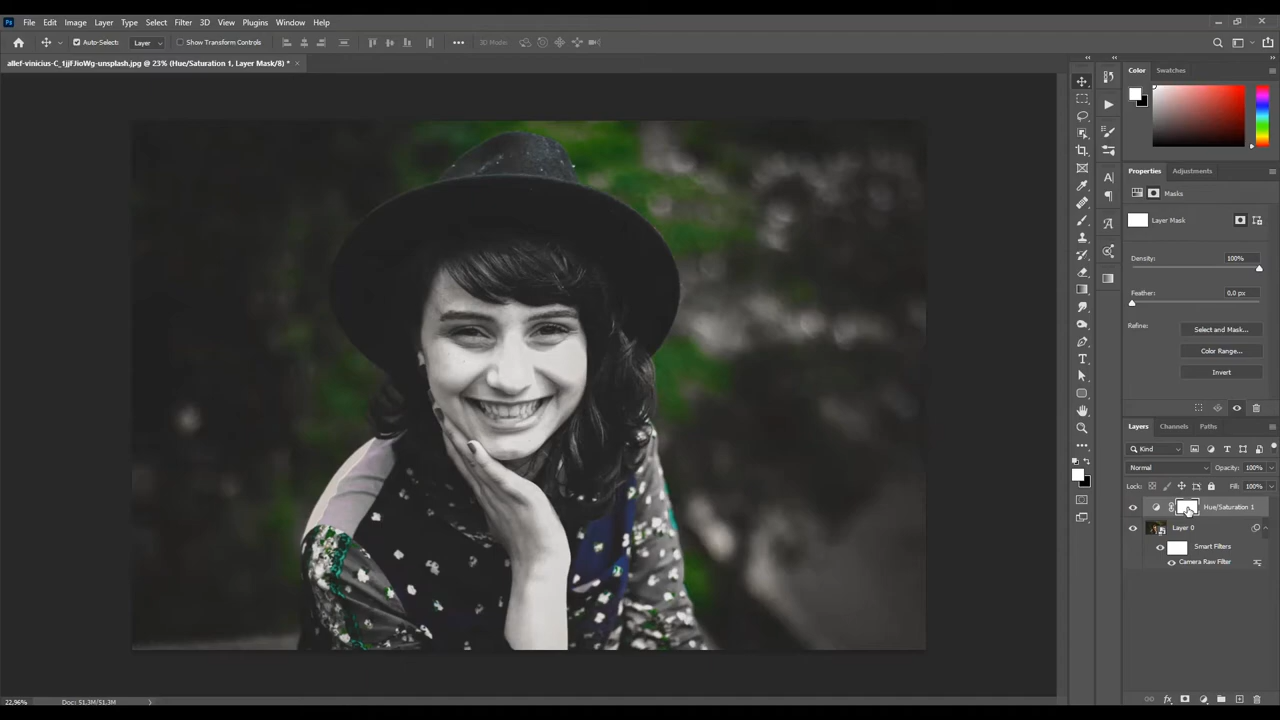 Ps File Edit Image Layer Type Select Filter 3D View Plugins Window Help
Auto-Select: Layer Show Transform Controls 3D Mode:
allef-vinicius-C_1jjFJioWg-unsplash.jpg @ 23% (Hue/Saturation 1, Layer Mask/8) *
Color Swatches
Properties Adjustments
Masks
Layer Mask
Density: 100%
Feather: 0,0 px
Refine: Select and Mask...
Color Range...
Invert
Layers Channels Paths
Kind
Normal Opacity: 100%
Lock: Fill: 100%
Hue/Saturation 1
Layer 0
Smart Filters
Camera Raw Filter
22,96% Doc: 51,3M/51,3M